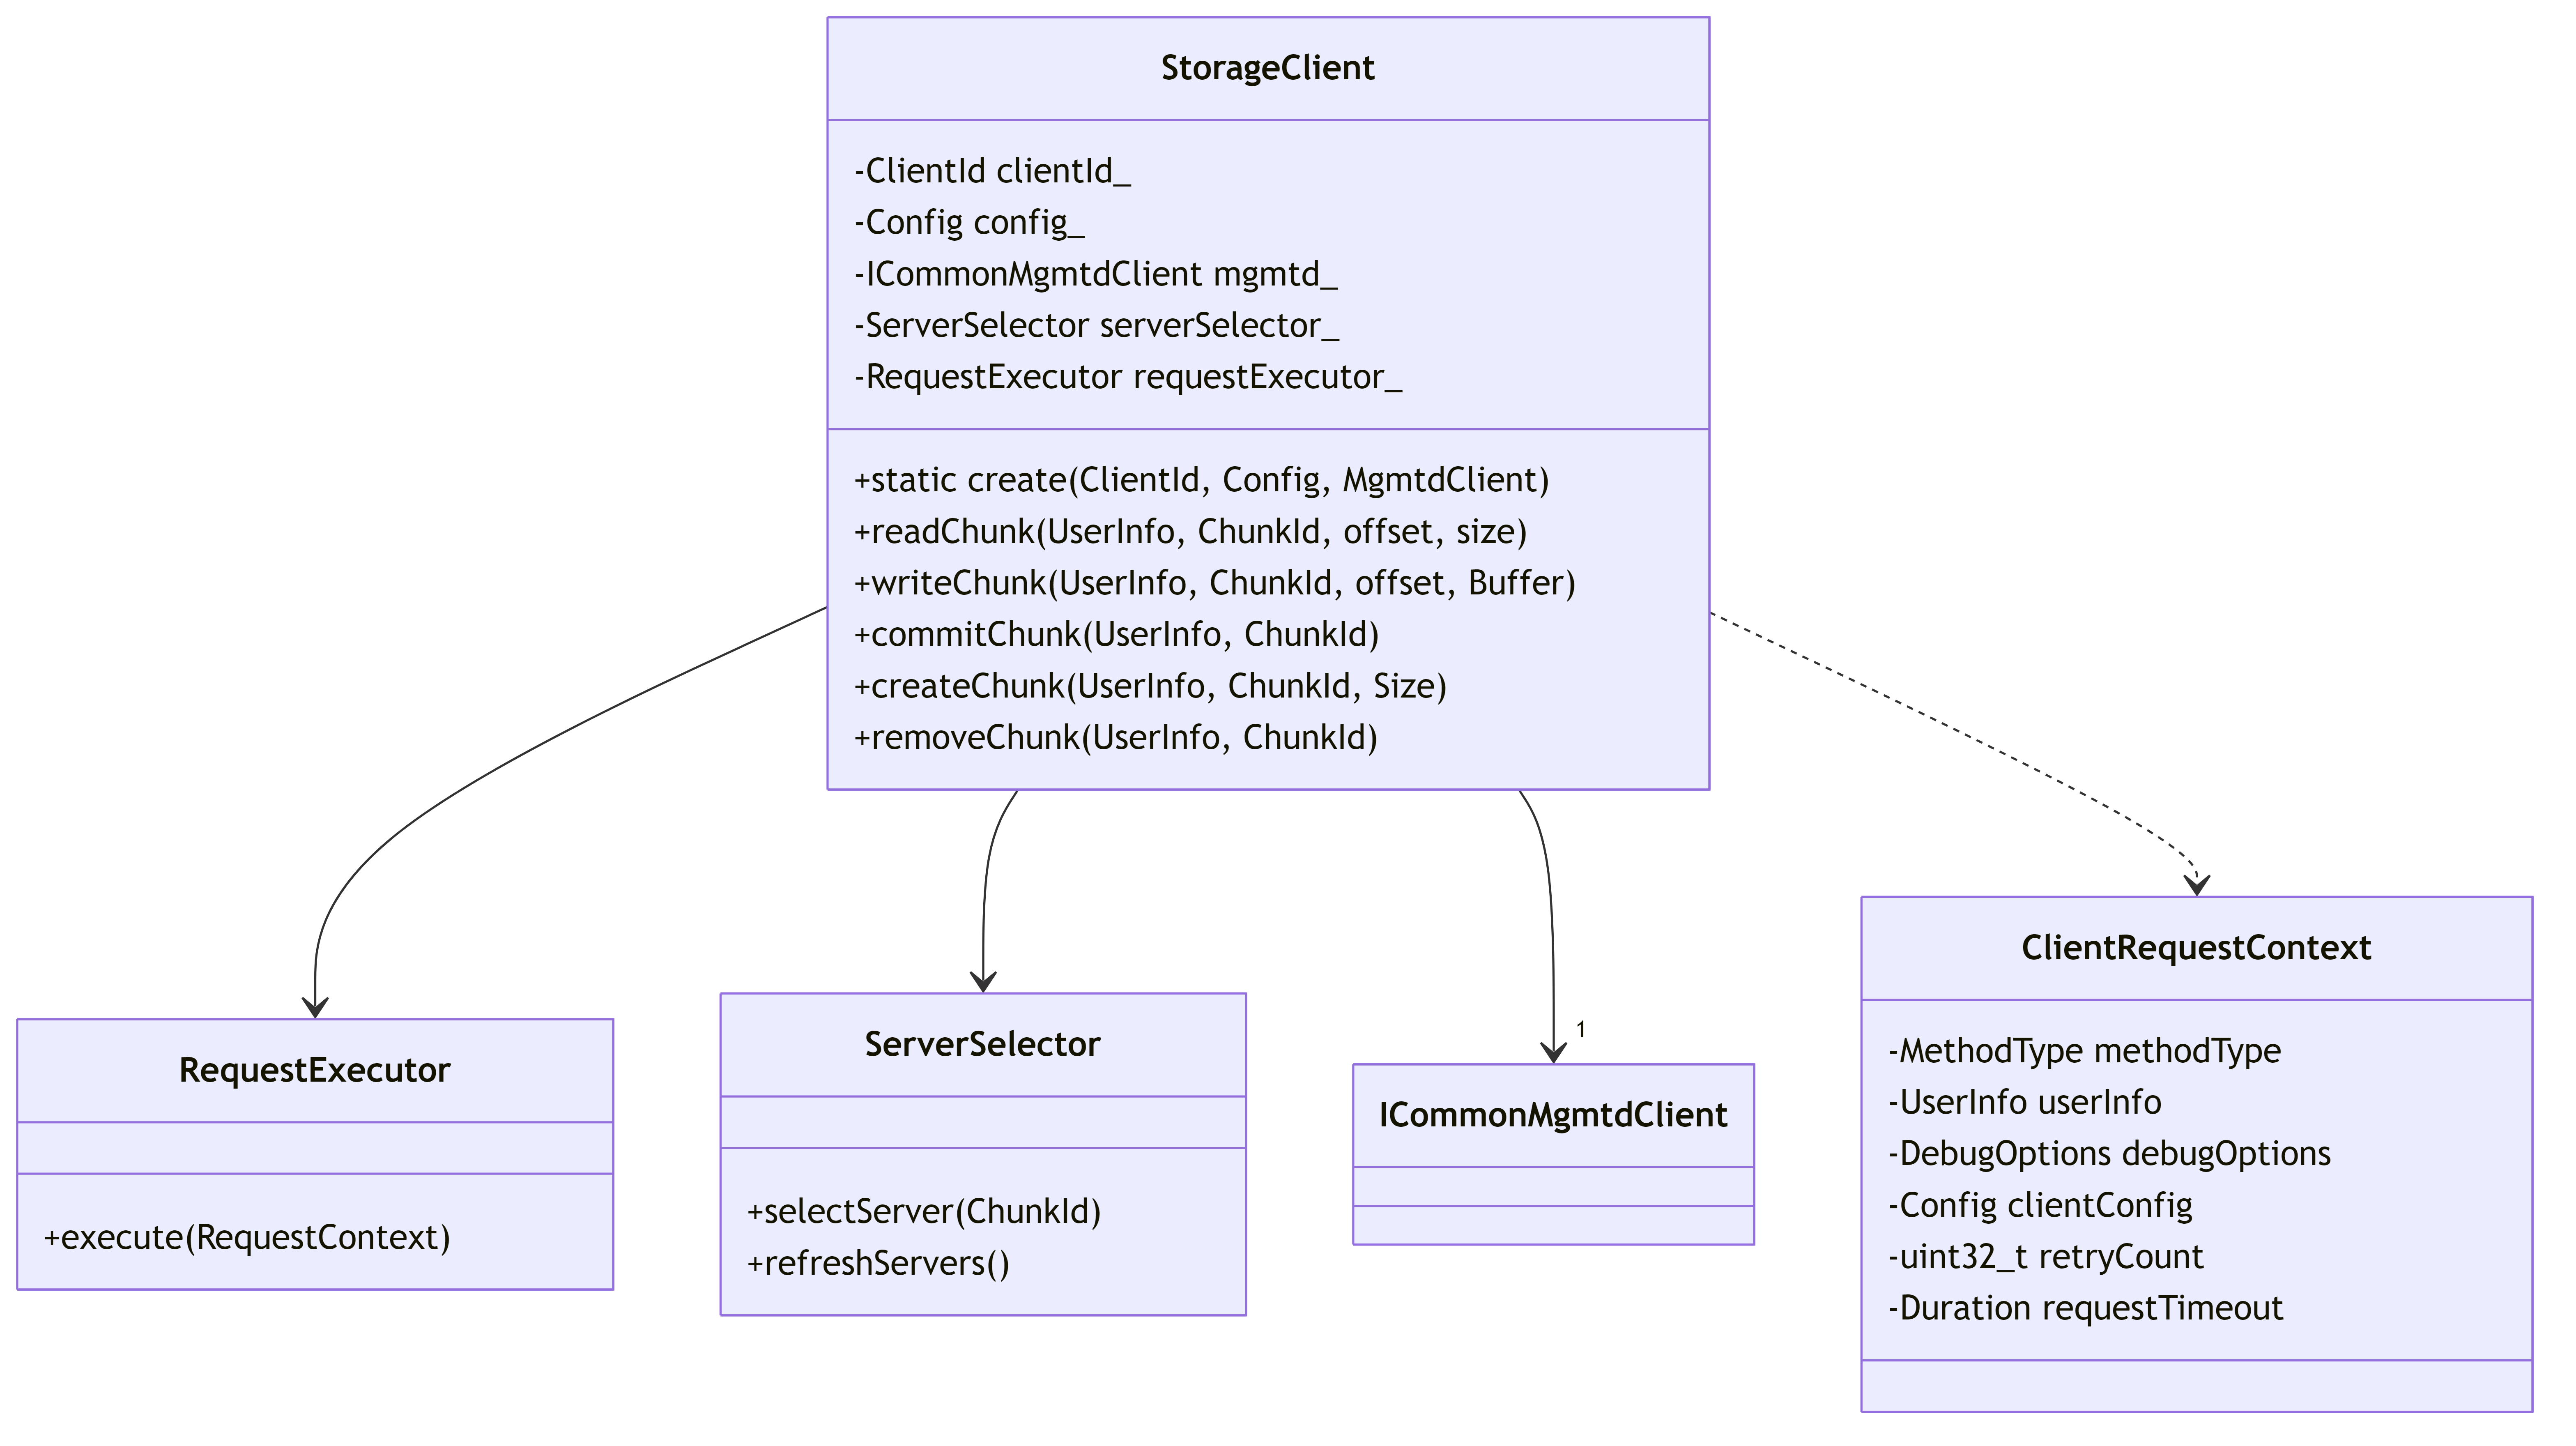 StorageClient
-ClientId clientId_
-Config config_
-ICommonMgmtdClient mgmtd_
-ServerSelector serverSelector_
-RequestExecutor requestExecutor_
+static create(ClientId, Config, MgmtdClient)
+readChunk(UserInfo, ChunkId, offset, size)
+writeChunk(UserInfo, ChunkId, offset, Buffer)
+commitChunk(UserInfo, ChunkId)
+createChunk(UserInfo, ChunkId, Size)
+removeChunk(UserInfo, ChunkId)
RequestExecutor
+execute(RequestContext)
ServerSelector
+selectServer(ChunkId)
+refreshServers()
1
ICommonMgmtdClient
ClientRequestContext
-MethodType methodType
-UserInfo userInfo
-DebugOptions debugOptions
-Config clientConfig
-uint32_t retryCount
-Duration requestTimeout